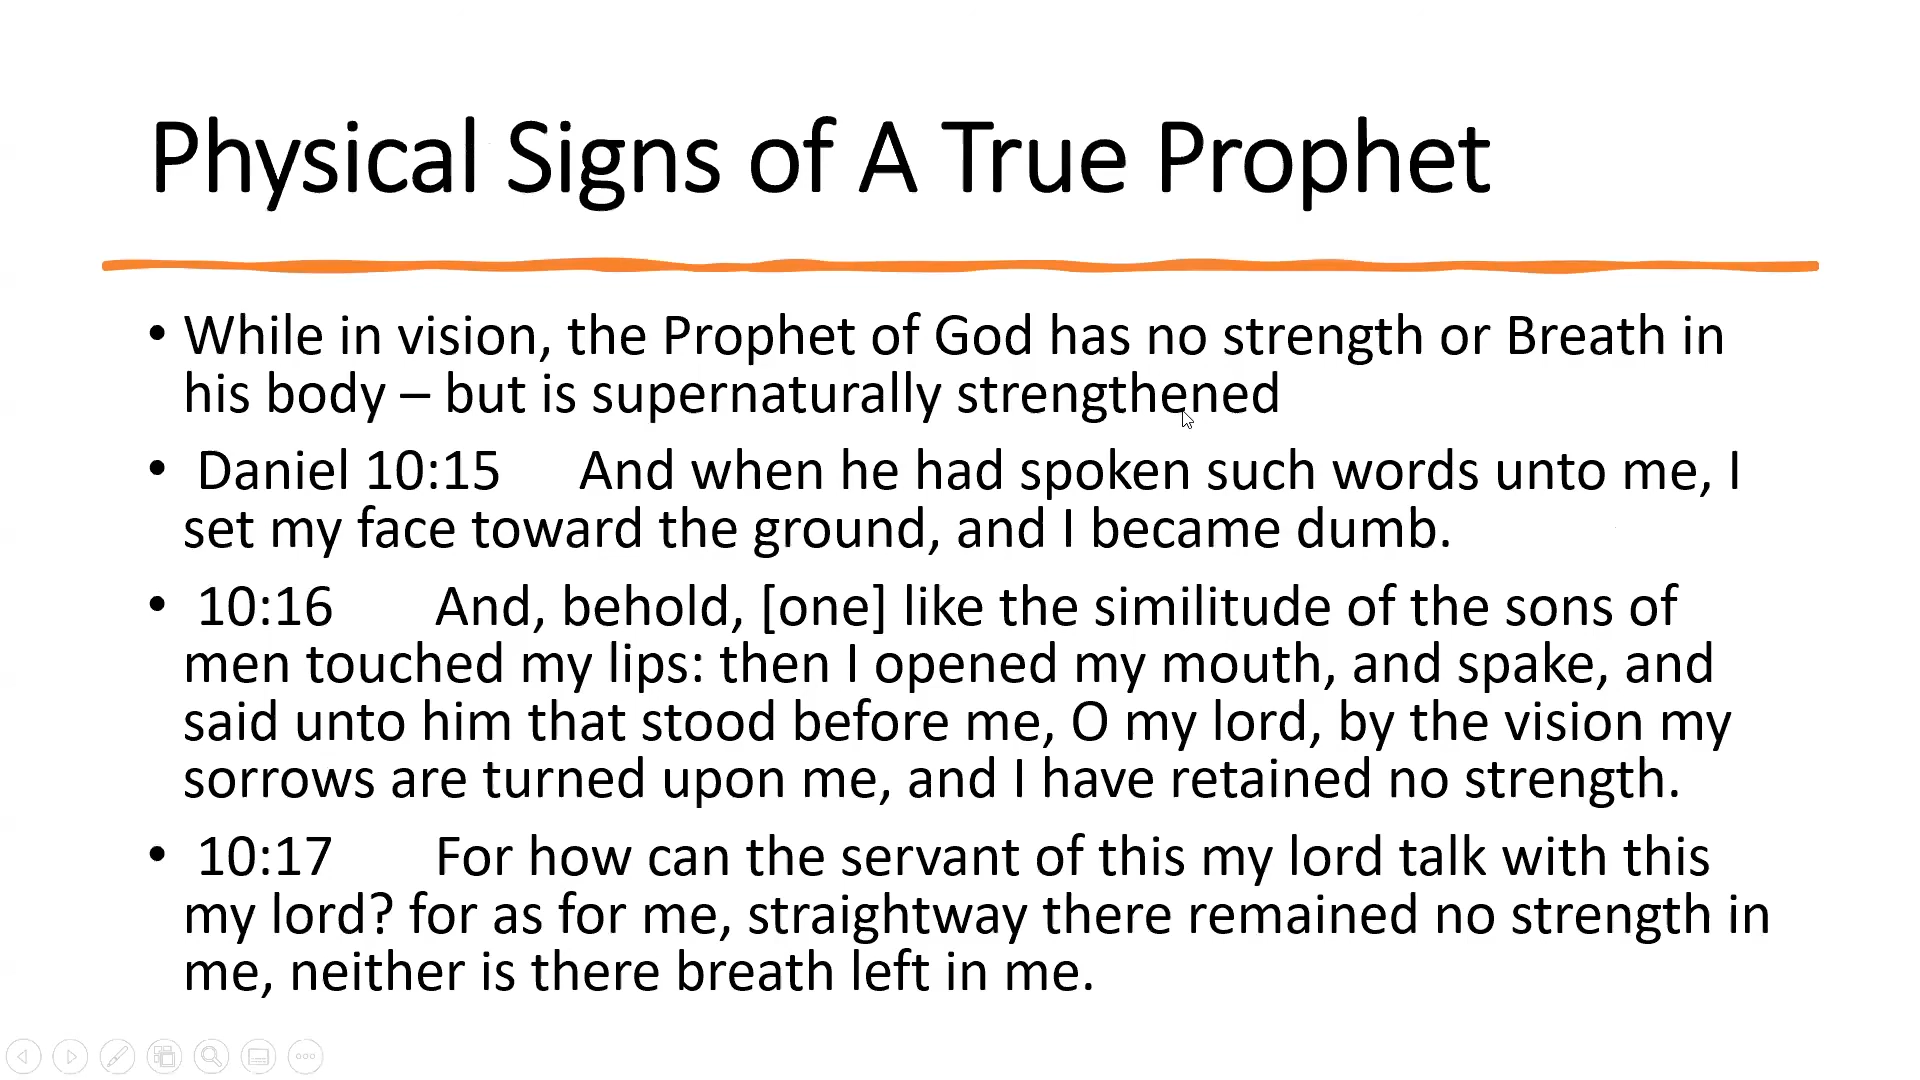 Physical Signs of A True Prophet
• While in vision, the Prophet of God has no strength or Breath in
his body – but is supernaturally strengthened
• Daniel 10:15 And when he had spoken such words unto me, I
set my face toward the ground, and I became dumb.
• 10:16 And, behold, [one] like the similitude of the sons of
men touched my lips: then I opened my mouth, and spake, and
said unto him that stood before me, O my lord, by the vision my
sorrows are turned upon me, and I have retained no strength.
• 10:17 For how can the servant of this my lord talk with this
my lord? for as for me, straightway there remained no strength in
me, neither is there breath left in me.